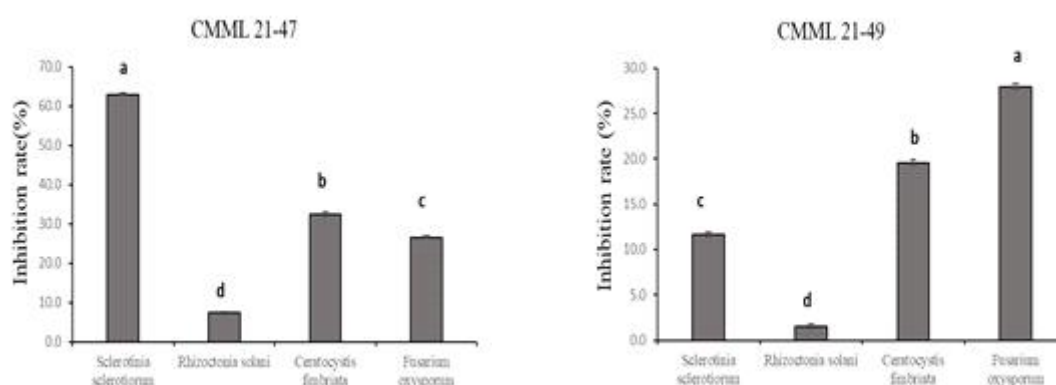 CMML 21-47
70.0
60.0
50.0
40.0
30.0
20.0
10.0
0.0
Inhibition rate(%)
a
d
b
c
Sclerotinia
sclerotiorum
Rhizoctonia solani
Ceratocystis
fimbriata
Fusarium
oxysporum
CMML 21-49
30.0
25.0
20.0
15.0
10.0
5.0
0.0
Inhibition rate (%)
c
d
b
a
Sclerotinia
sclerotiorum
Rhizoctonia solani
Ceratocystis
fimbriata
Fusarium
oxysporum